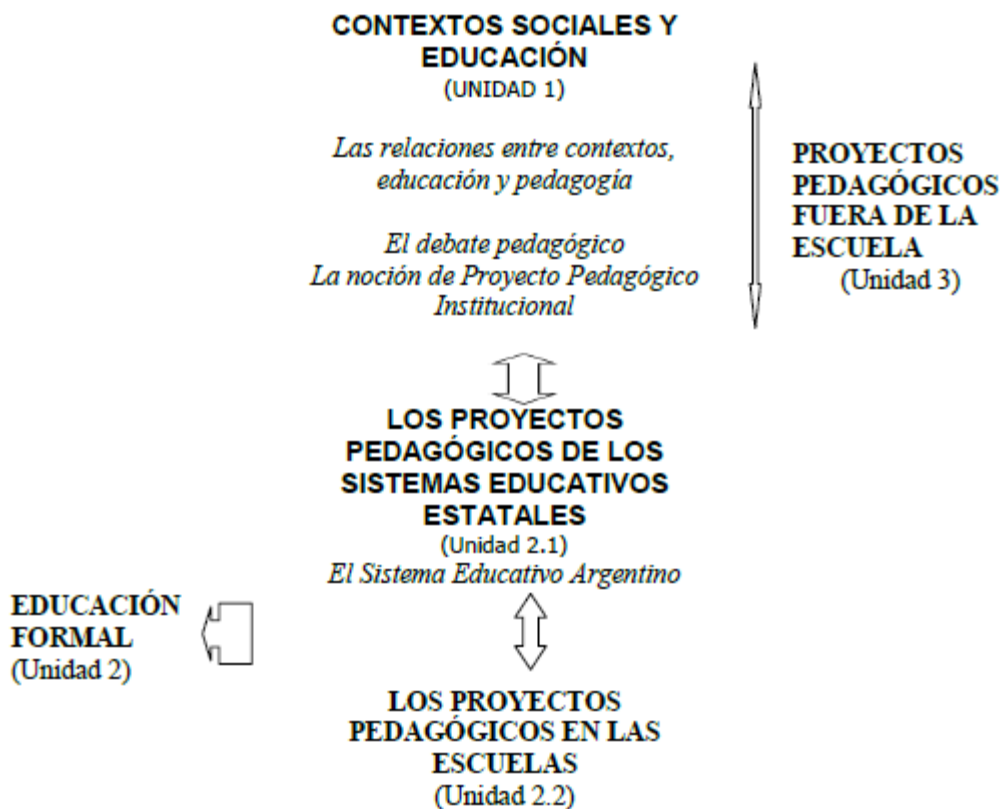 CONTEXTOS SOCIALES Y
EDUCACIÓN
(UNIDAD 1)
Las relaciones entre contextos,
educación y pedagogía
El debate pedagógico
La noción de Proyecto Pedagógico
Institucional
PROYECTOS
PEDAGÓGICOS
FUERA DE LA
ESCUELA
(Unidad 3)
LOS PROYECTOS
PEDAGÓGICOS DE LOS
SISTEMAS EDUCATIVOS
ESTATALES
(Unidad 2.1)
El Sistema Educativo Argentino
EDUCACIÓN
FORMAL
(Unidad 2)
LOS PROYECTOS
PEDAGÓGICOS EN LAS
ESCUELAS
(Unidad 2.2)